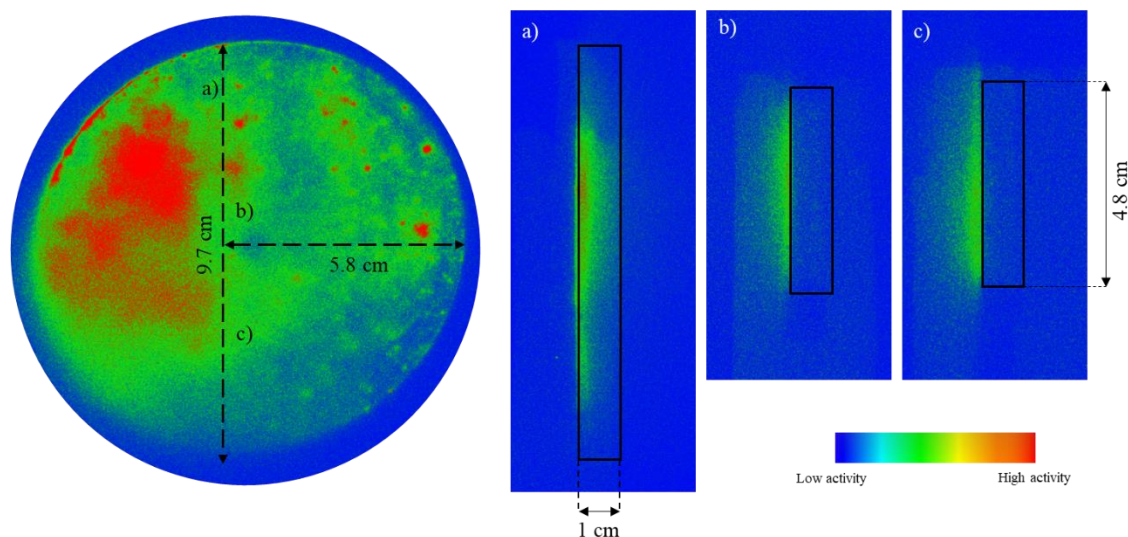 a)
b)
c)
9.7 cm
5.8 cm
a)
b)
c)
4.8 cm
1 cm
Low activity
High activity